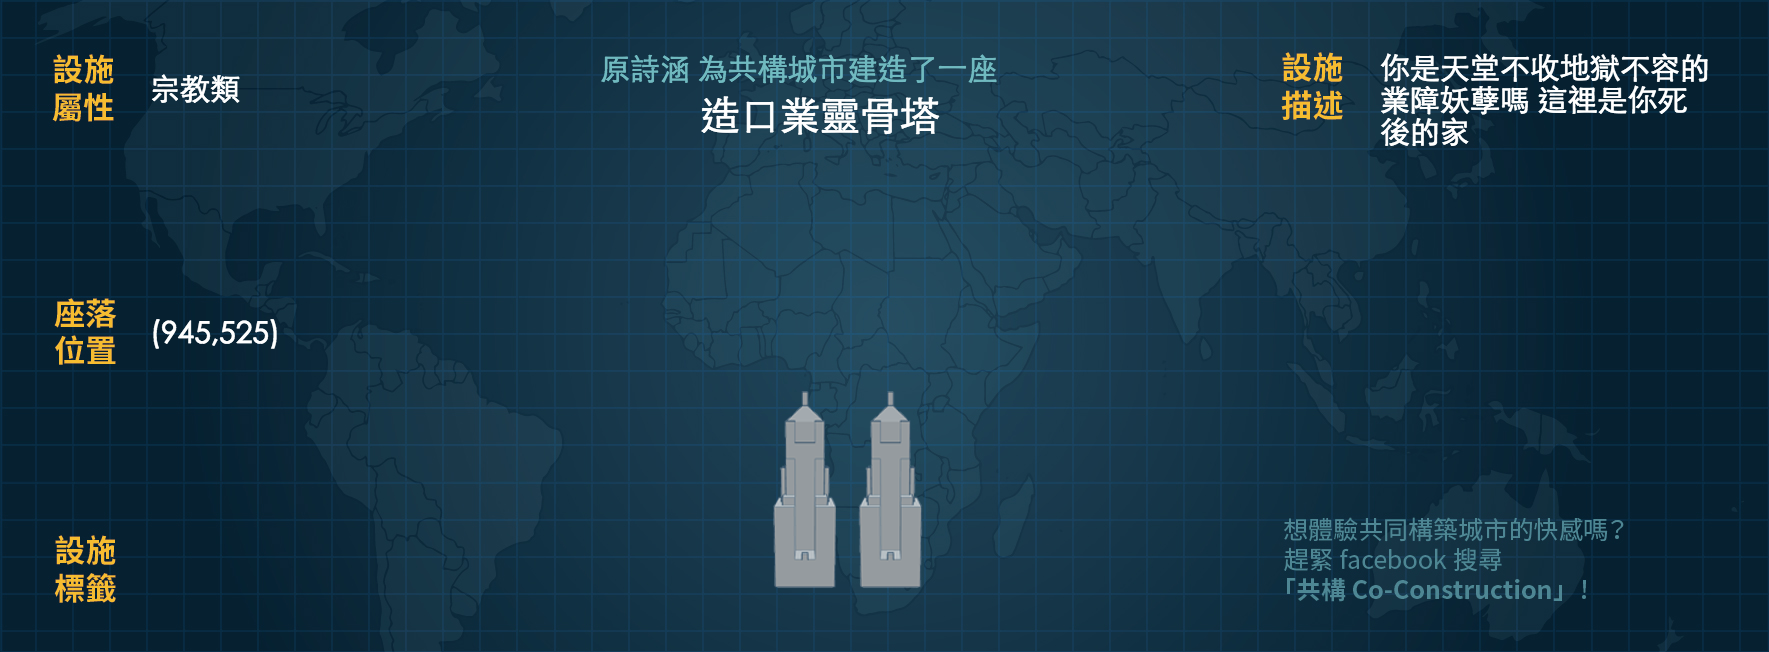 設施
屬性
宗教類
原詩涵 為共構城市建造了一座
造口業靈骨塔
設施
描述
你是天堂不收地獄不容的
業障妖孽嗎 這裡是你死
後的家
座落
位置
(945,525)
設施
標籤
想體驗共同構築城市的快感嗎？
趕緊 facebook 搜尋
「共構 Co-Construction」！